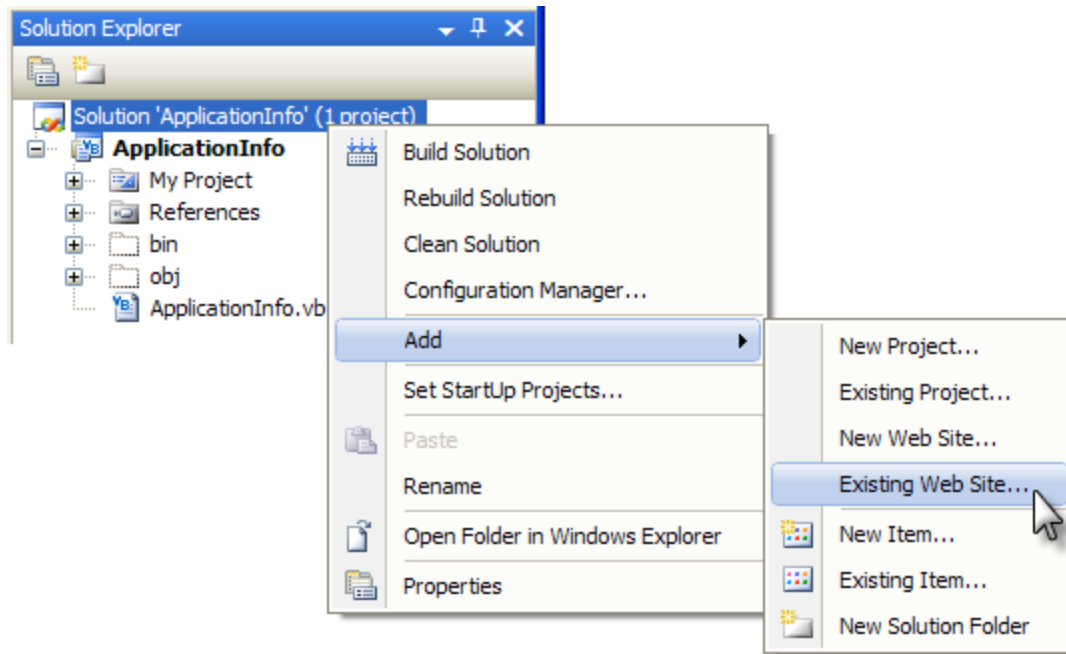 Solution Explorer
Solution 'ApplicationInfo' (1 project)
ApplicationInfo
My Project
References
bin
obj
ApplicationInfo.vb
Build Solution
Rebuild Solution
Clean Solution
Configuration Manager...
Add
Set StartUp Projects...
Paste
Rename
Open Folder in Windows Explorer
Properties
New Project...
Existing Project...
New Web Site...
Existing Web Site...
New Item...
Existing Item...
New Solution Folder